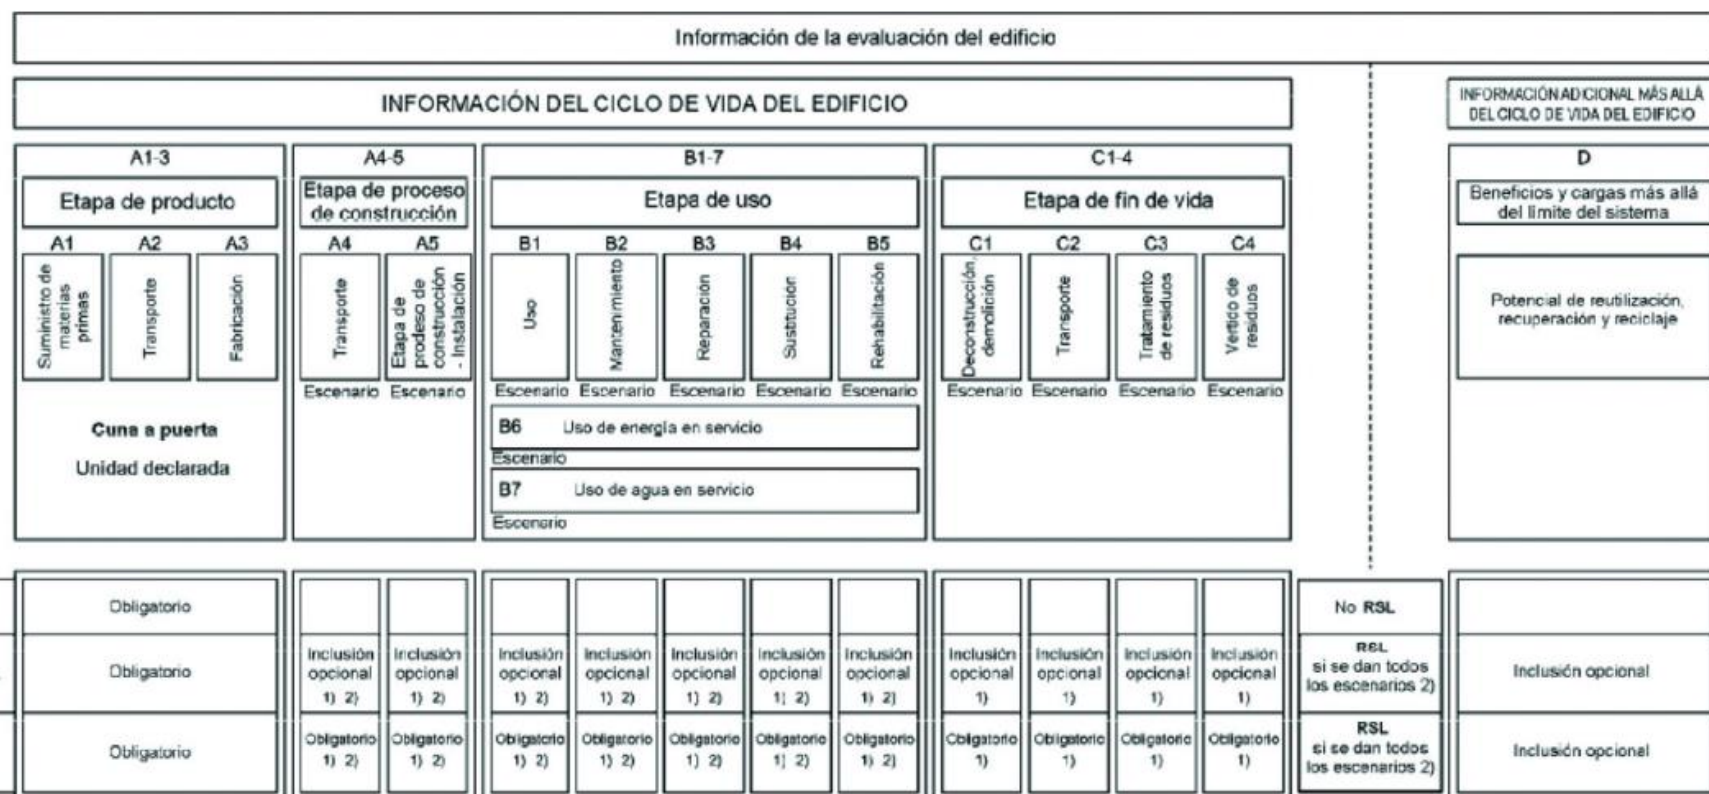 Información de la evaluación del edificio
INFORMACIÓN DEL CICLO DE VIDA DEL EDIFICIO
INFORMACIÓN ADICIONAL MÁS ALLÁ
DEL CICLO DE VIDA DEL EDIFICIO
A1-3
A4-5
B1-7
C1-4
D
Etapa de producto
Etapa de proceso
de construcción
Etapa de uso
Etapa de fin de vida
Beneficios y cargas más allá
del límite del sistema
A1
A2
A3
A4
A5
B1
B2
B3
B4
B5
C1
C2
C3
C4
Suministro de
materias
primas
Transporte
Fabricación
Transporte
Etapa de
prodeso de
construcción
- Instalación
Uso
Mantenimiento
Reparación
Sustitución
Rehabilitación
Deconstrucción,
demolición
Transporte
Tratamiento
de residuos
Vertico de
residuos
Potencial de reutilización,
recuperación y reciclaje
Escenario
Escenario
Escenario
Escenario
Escenario
Escenario
Escenario
Escenario
Escenario
Escenario
Escenario
Cuna a puerta
Unidad declarada
B6 Uso de energía en servicio
Escenario
B7 Uso de agua en servicio
Escenario
Obligatorio
No RSL
Obligatorio
Inclusión
opcional
1) 2)
Inclusión
opcional
1) 2)
Inclusión
opcional
1) 2)
Inclusión
opcional
1) 2)
Inclusión
opcional
1) 2)
Inclusión
opcional
1) 2)
Inclusión
opcional
1) 2)
Inclusión
opcional
1)
Inclusión
opcional
1)
Inclusión
opcional
1)
Inclusión
opcional
1)
RSL
si se dan todos
los escenarios 2)
Inclusión opcional
Obligatorio
Obligatorio
1) 2)
Obligatorio
1) 2)
Obligatorio
1) 2)
Obligatorio
1) 2)
Obligatorio
1) 2)
Obligatorio
1) 2)
Obligatorio
1) 2)
Obligatorio
1)
Obligatorio
1)
Obligatorio
1)
Obligatorio
1)
RSL
si se dan todos
los escenarios 2)
Inclusión opcional